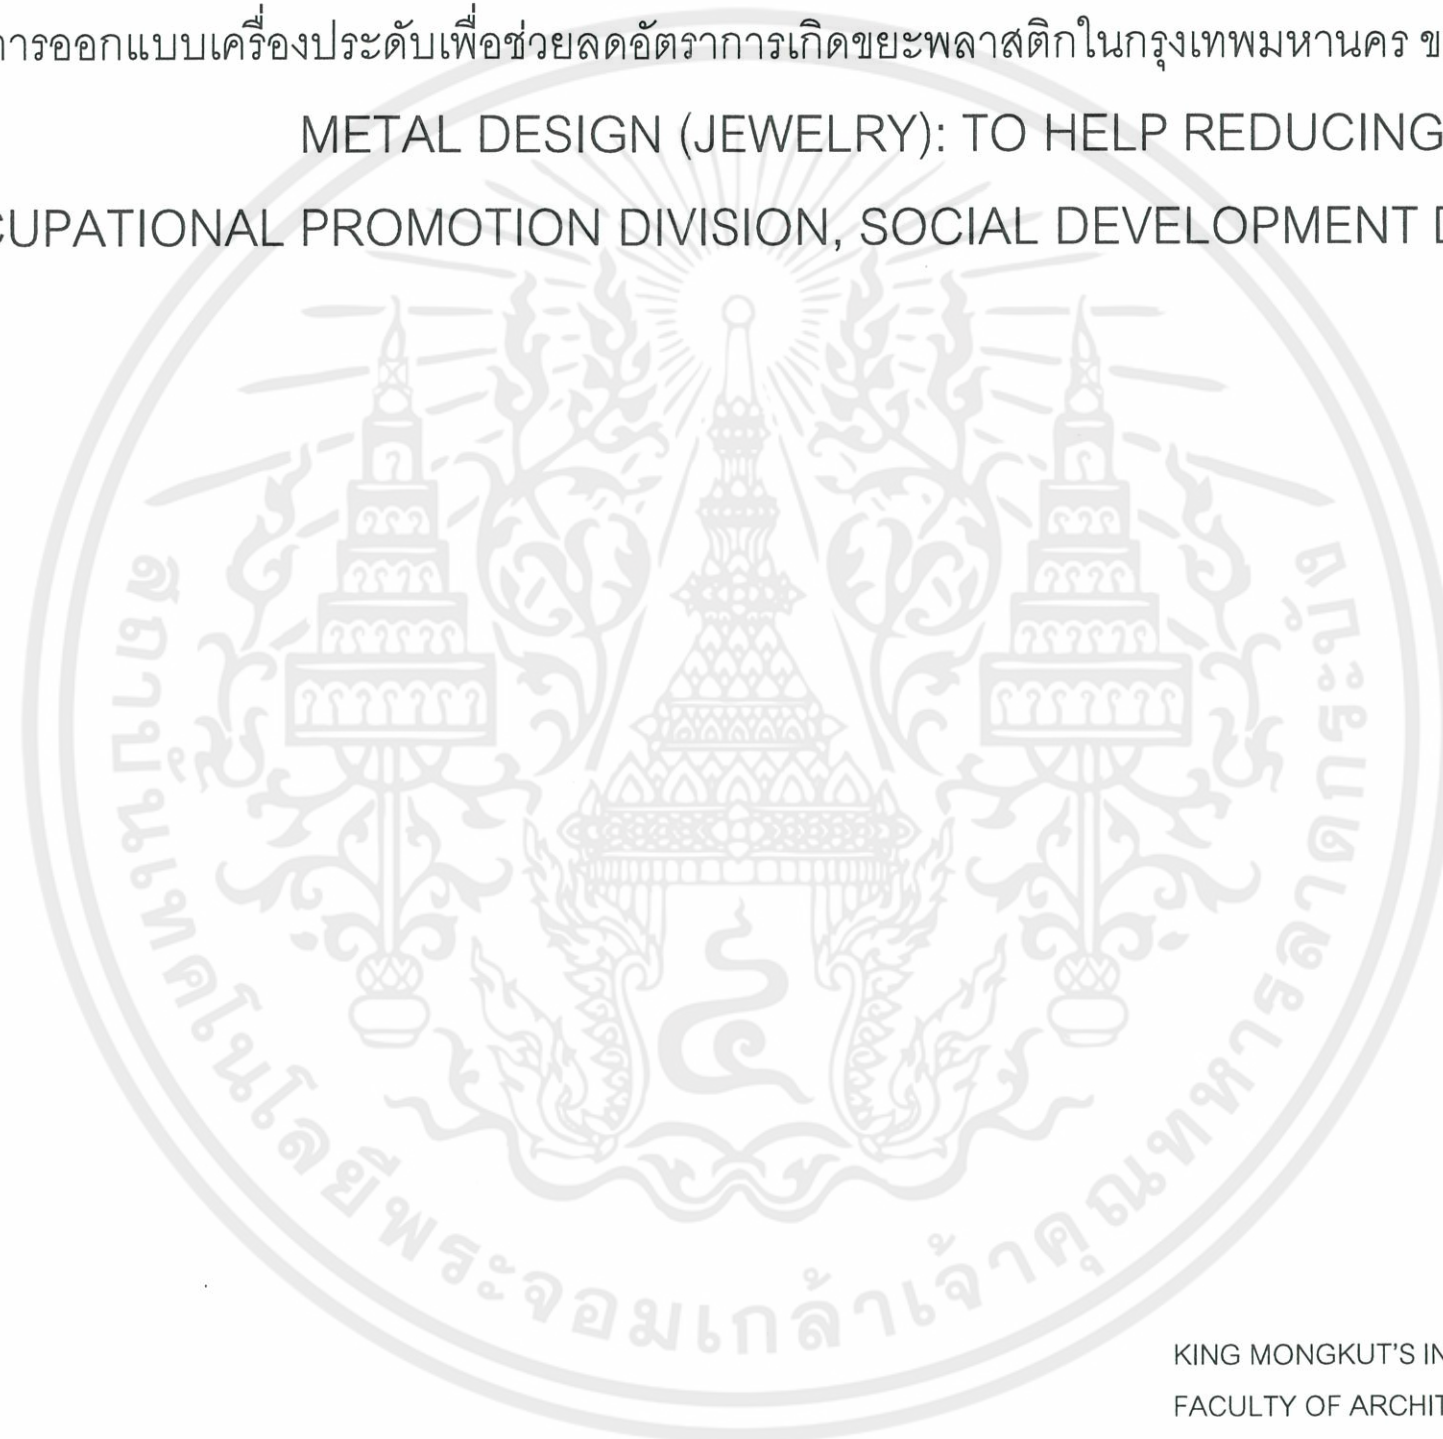 ารออกแบบเครื่องประดับเพื่อช่วยลดอัตราการเกิดขยะพลาสติกในกรุงเทพมหานคร ข
METAL DESIGN (JEWELRY): TO HELP REDUCING
CUPATIONAL PROMOTION DIVISION, SOCIAL DEVELOPMENT D
สถาบันเทคโนโลยีพระจอมเกล้าเจ้าคุณทหารลาดกระบัง
๔
KING MONGKUT'S IN
FACULTY OF ARCHIT